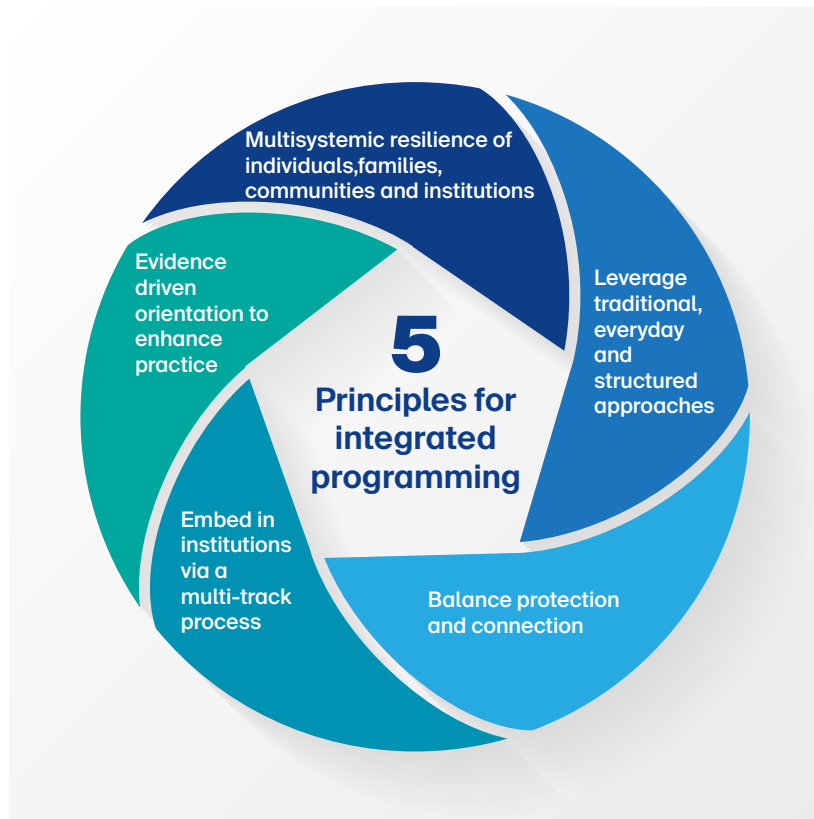 5
Principles for
integrated
programming
Multisystemic resilience of
individuals,families,
communities and institutions
Leverage
traditional,
everyday
and
structured
approaches
Balance protection
and connection
Embed in
institutions
via a
multi-track
process
Evidence
driven
orientation to
enhance
practice